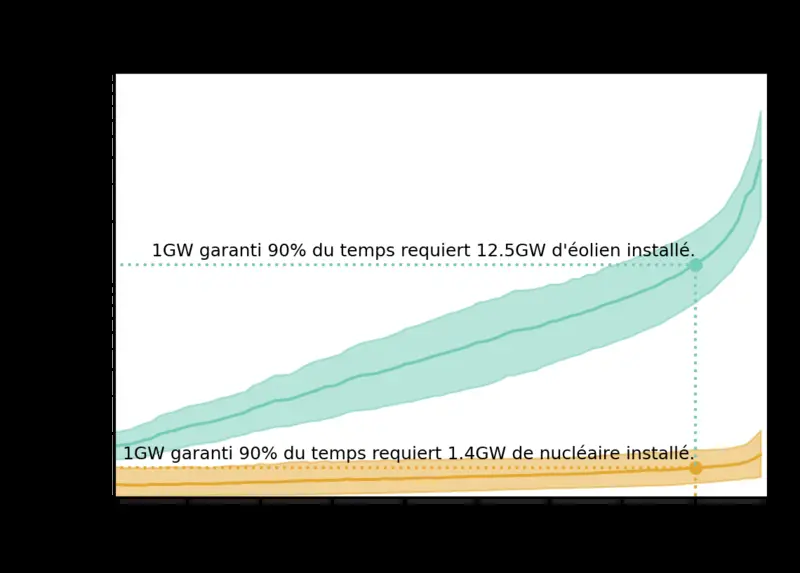 1GW garanti 90% du temps requiert 12.5GW d'éolien installé.
1GW garanti 90% du temps requiert 1.4GW de nucléaire installé.